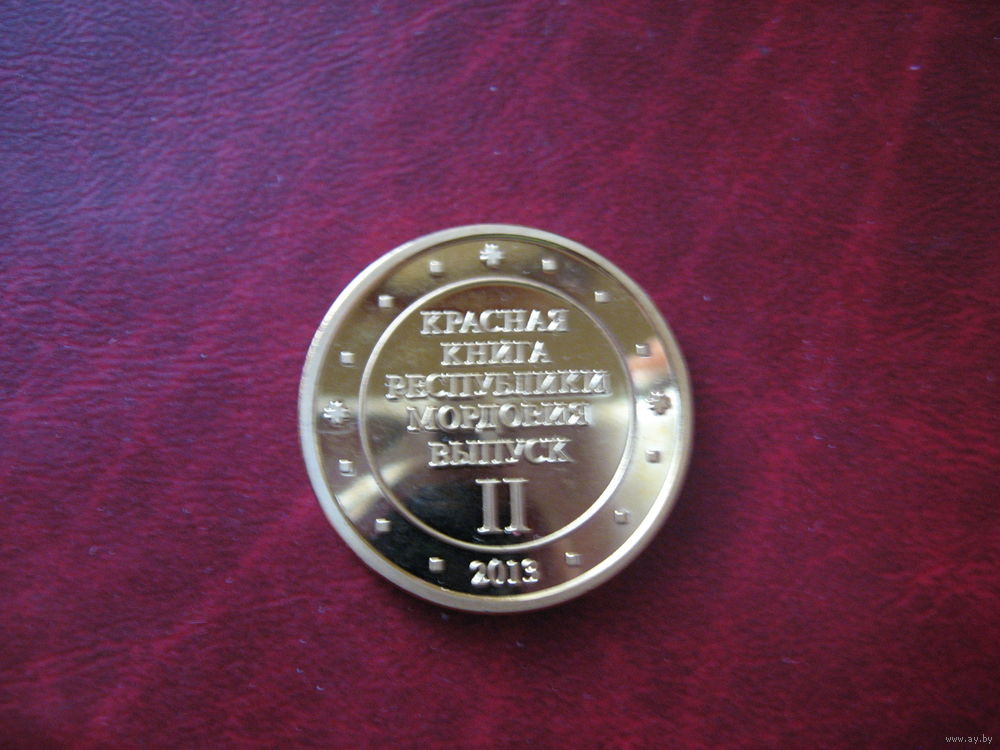 КРАСНАЯ
КНИГА
РЕСПУБЛИКИ
МОРДОВИЯ
ВЫПУСК
II
2013
www.ay.by